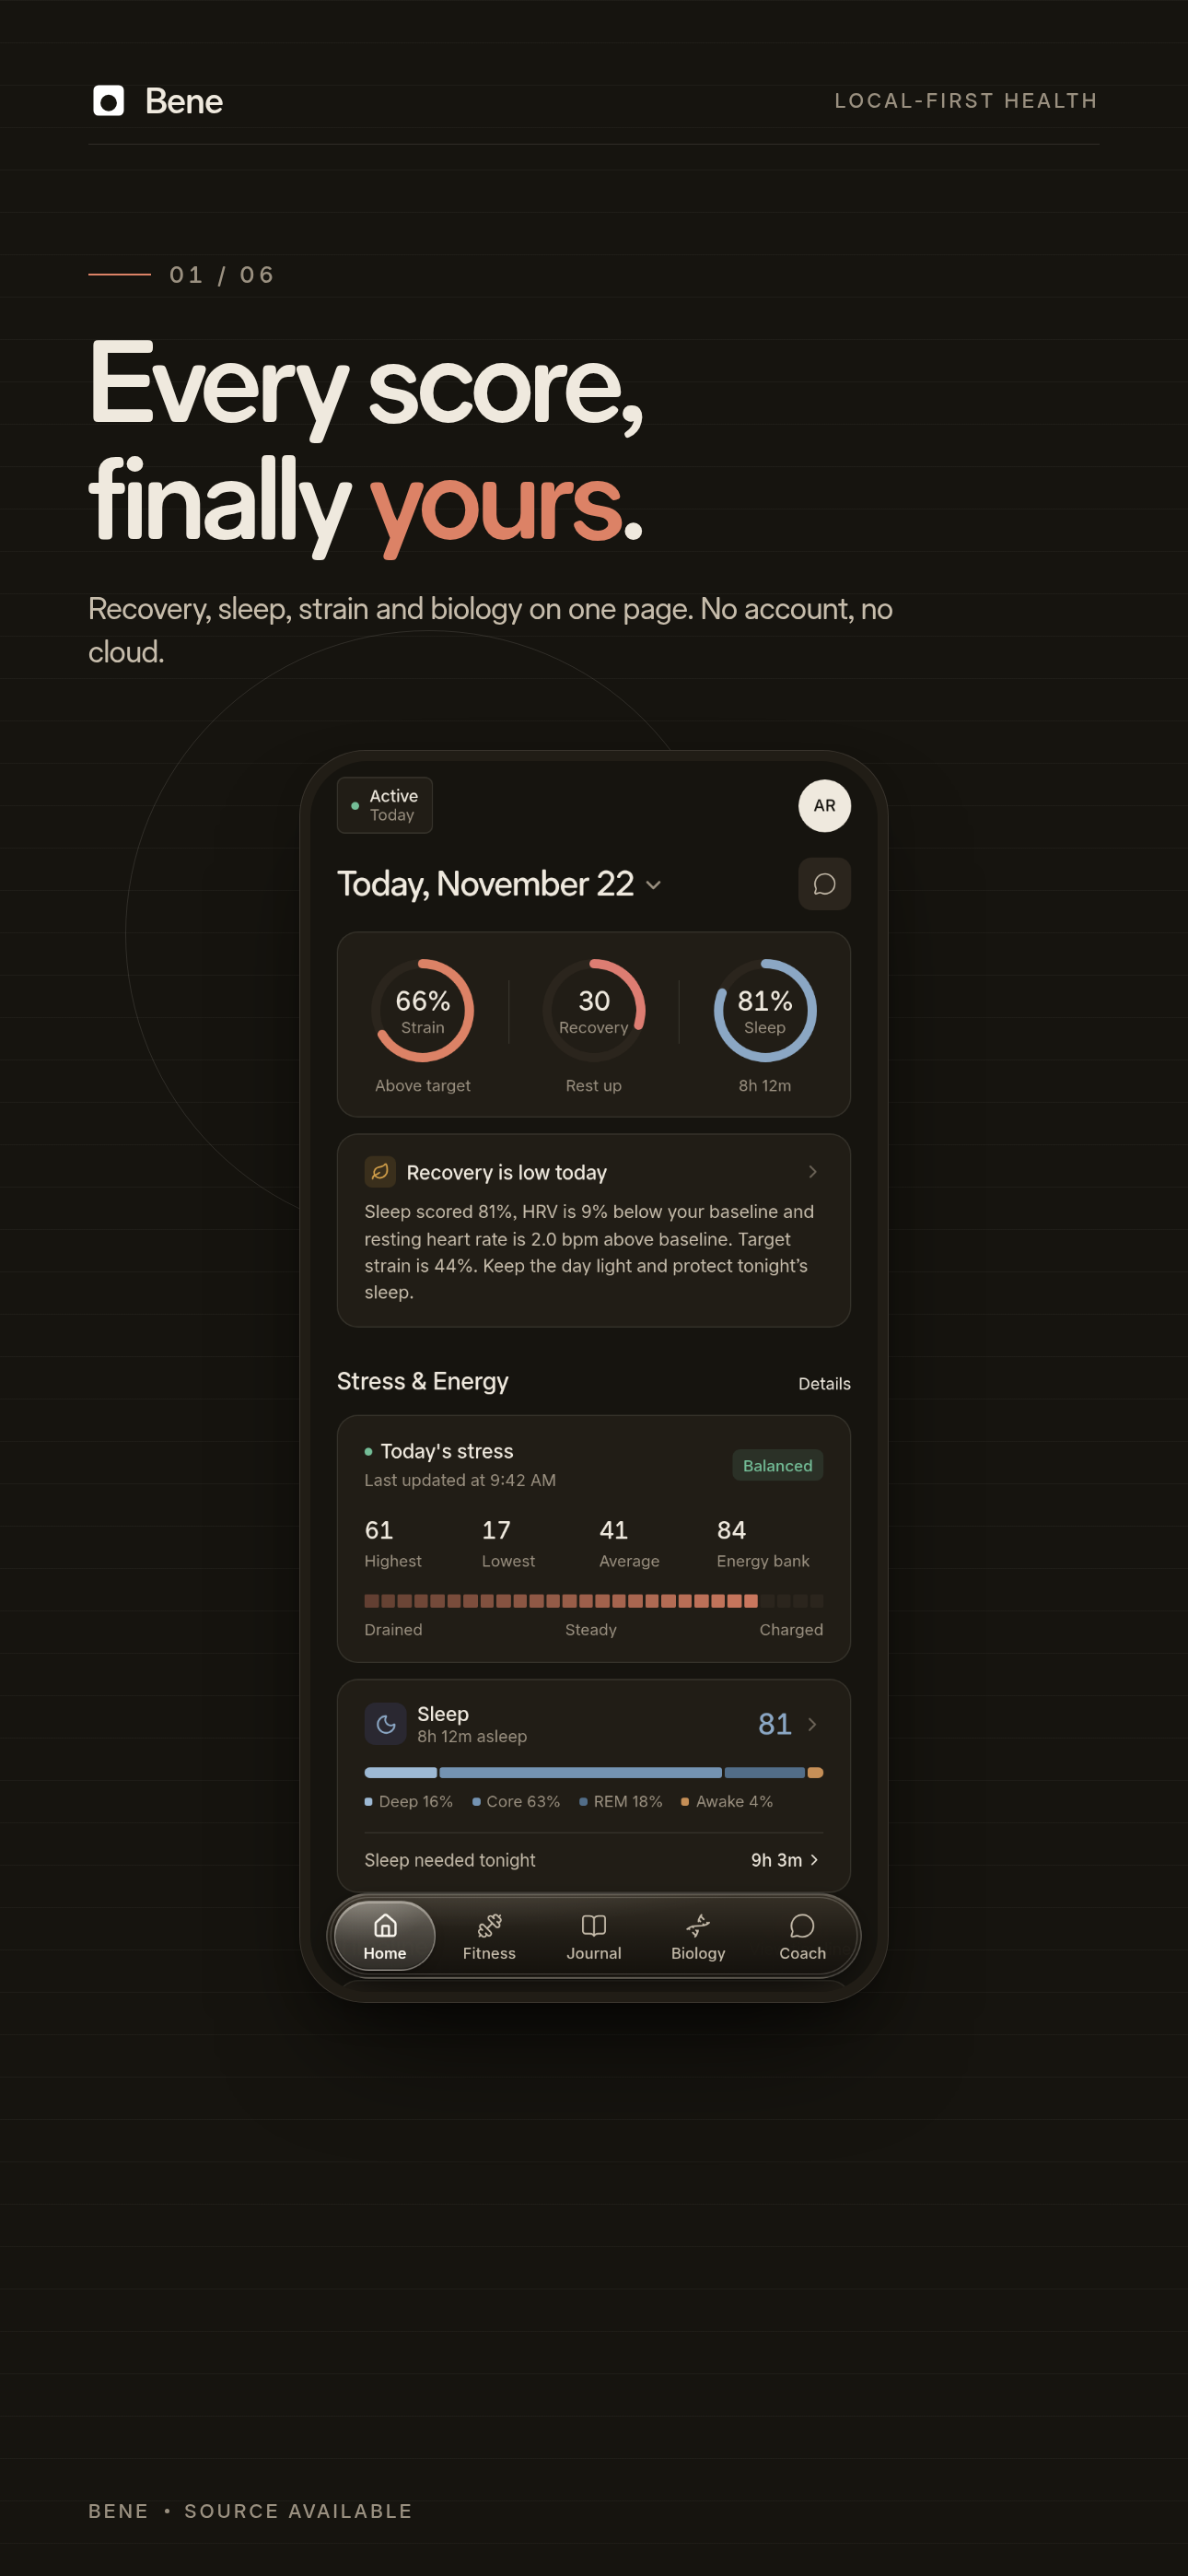 Bene
LOCAL-FIRST HEALTH
01 / 06
Every score,
finally yours.
Recovery, sleep, strain and biology on one page. No account, no
cloud.
Active
Today
AR
Today, November 22
66%
Strain
Above target
30
Recovery
Rest up
81%
Sleep
8h 12m
Recovery is low today
Sleep scored 81%, HRV is 9% below your baseline and
resting heart rate is 2.0 bpm above baseline. Target
strain is 44%. Keep the day light and protect tonight’s
sleep.
Stress & Energy
Details
Today's stress
Last updated at 9:42 AM
Balanced
61
Highest
17
Lowest
41
Average
84
Energy bank
Drained
Steady
Charged
Sleep
8h 12m asleep
81
Deep 16%
Core 63%
REM 18%
Awake 4%
Sleep needed tonight
9h 3m
Home
Fitness
Journal
Biology
Coach
BENE • SOURCE AVAILABLE